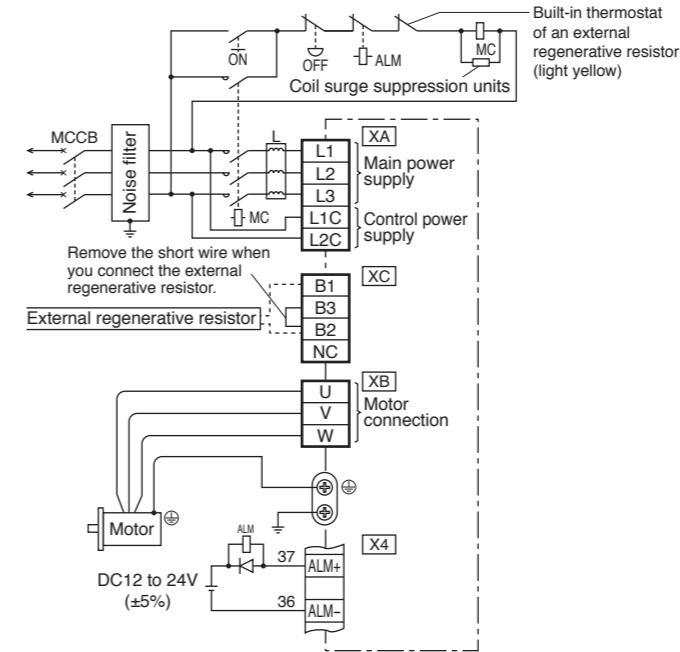 Built-in thermostat
of an external
regenerative resistor
(light yellow)
ON
OFF
ALM
MC
Coil surge suppression units
MCCB
Noise filter
L
XA
L1
L2
L3
Main power
supply
MC
L1C
L2C
Control power
supply
Remove the short wire when
you connect the external
regenerative resistor.
XC
B1
B3
B2
NC
External regenerative resistor
XB
U
V
W
Motor
connection
Motor
ALM
X4
37
ALM+
DC12 to 24V
(±5%)
36
ALM−